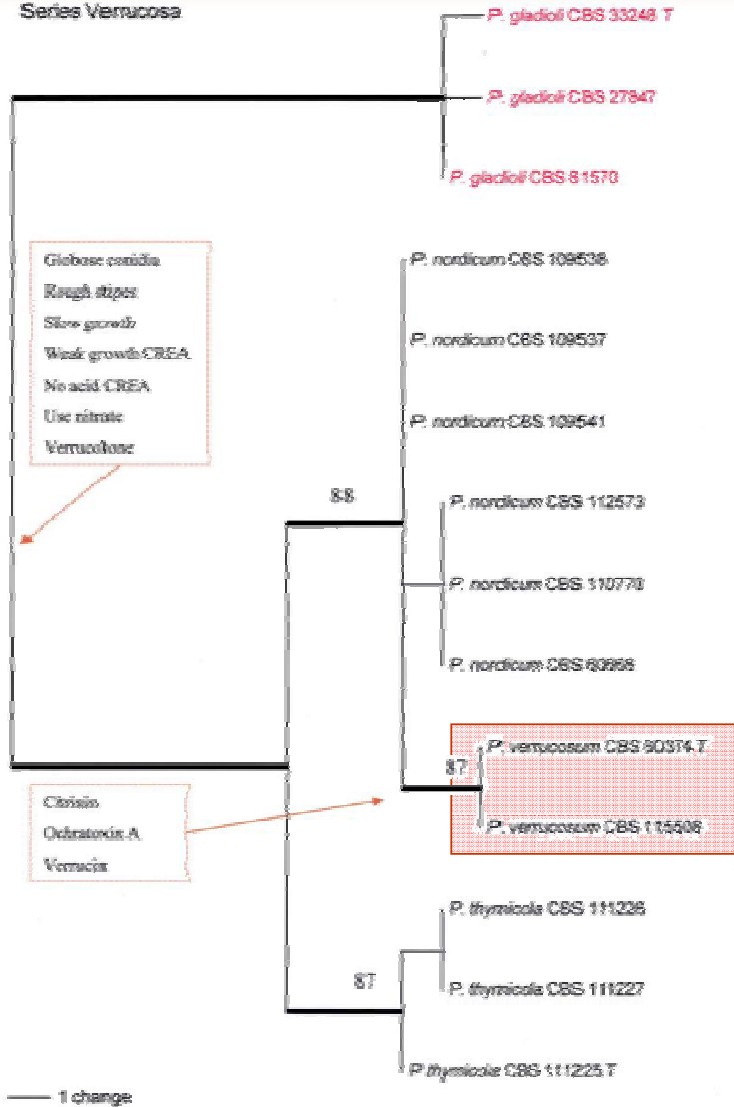 Series Verrucosa
P. gladioli CBS 33248 T
P. gladioli CBS 27847
P. gladioli CBS 81570
Globose conidia
Rough stipes
Slow growth
Weak growth CREA
No acid CREA
Use nitrate
Verrucolone
P. nordicum CBS 109538
P. nordicum CBS 109537
P. nordicum CBS 109541
88
P. nordicum CBS 112573
P. nordicum CBS 110770
P. nordicum CBS
P. verrucosum CBS 60374.T
87
P. verrucosum CBS 115508
Citrinin
Ochratoxin A
Verrucin
P. thymicola CBS 111226
87
P. thymicola CBS 111227
P thymicola CBS 111225.T
1 change